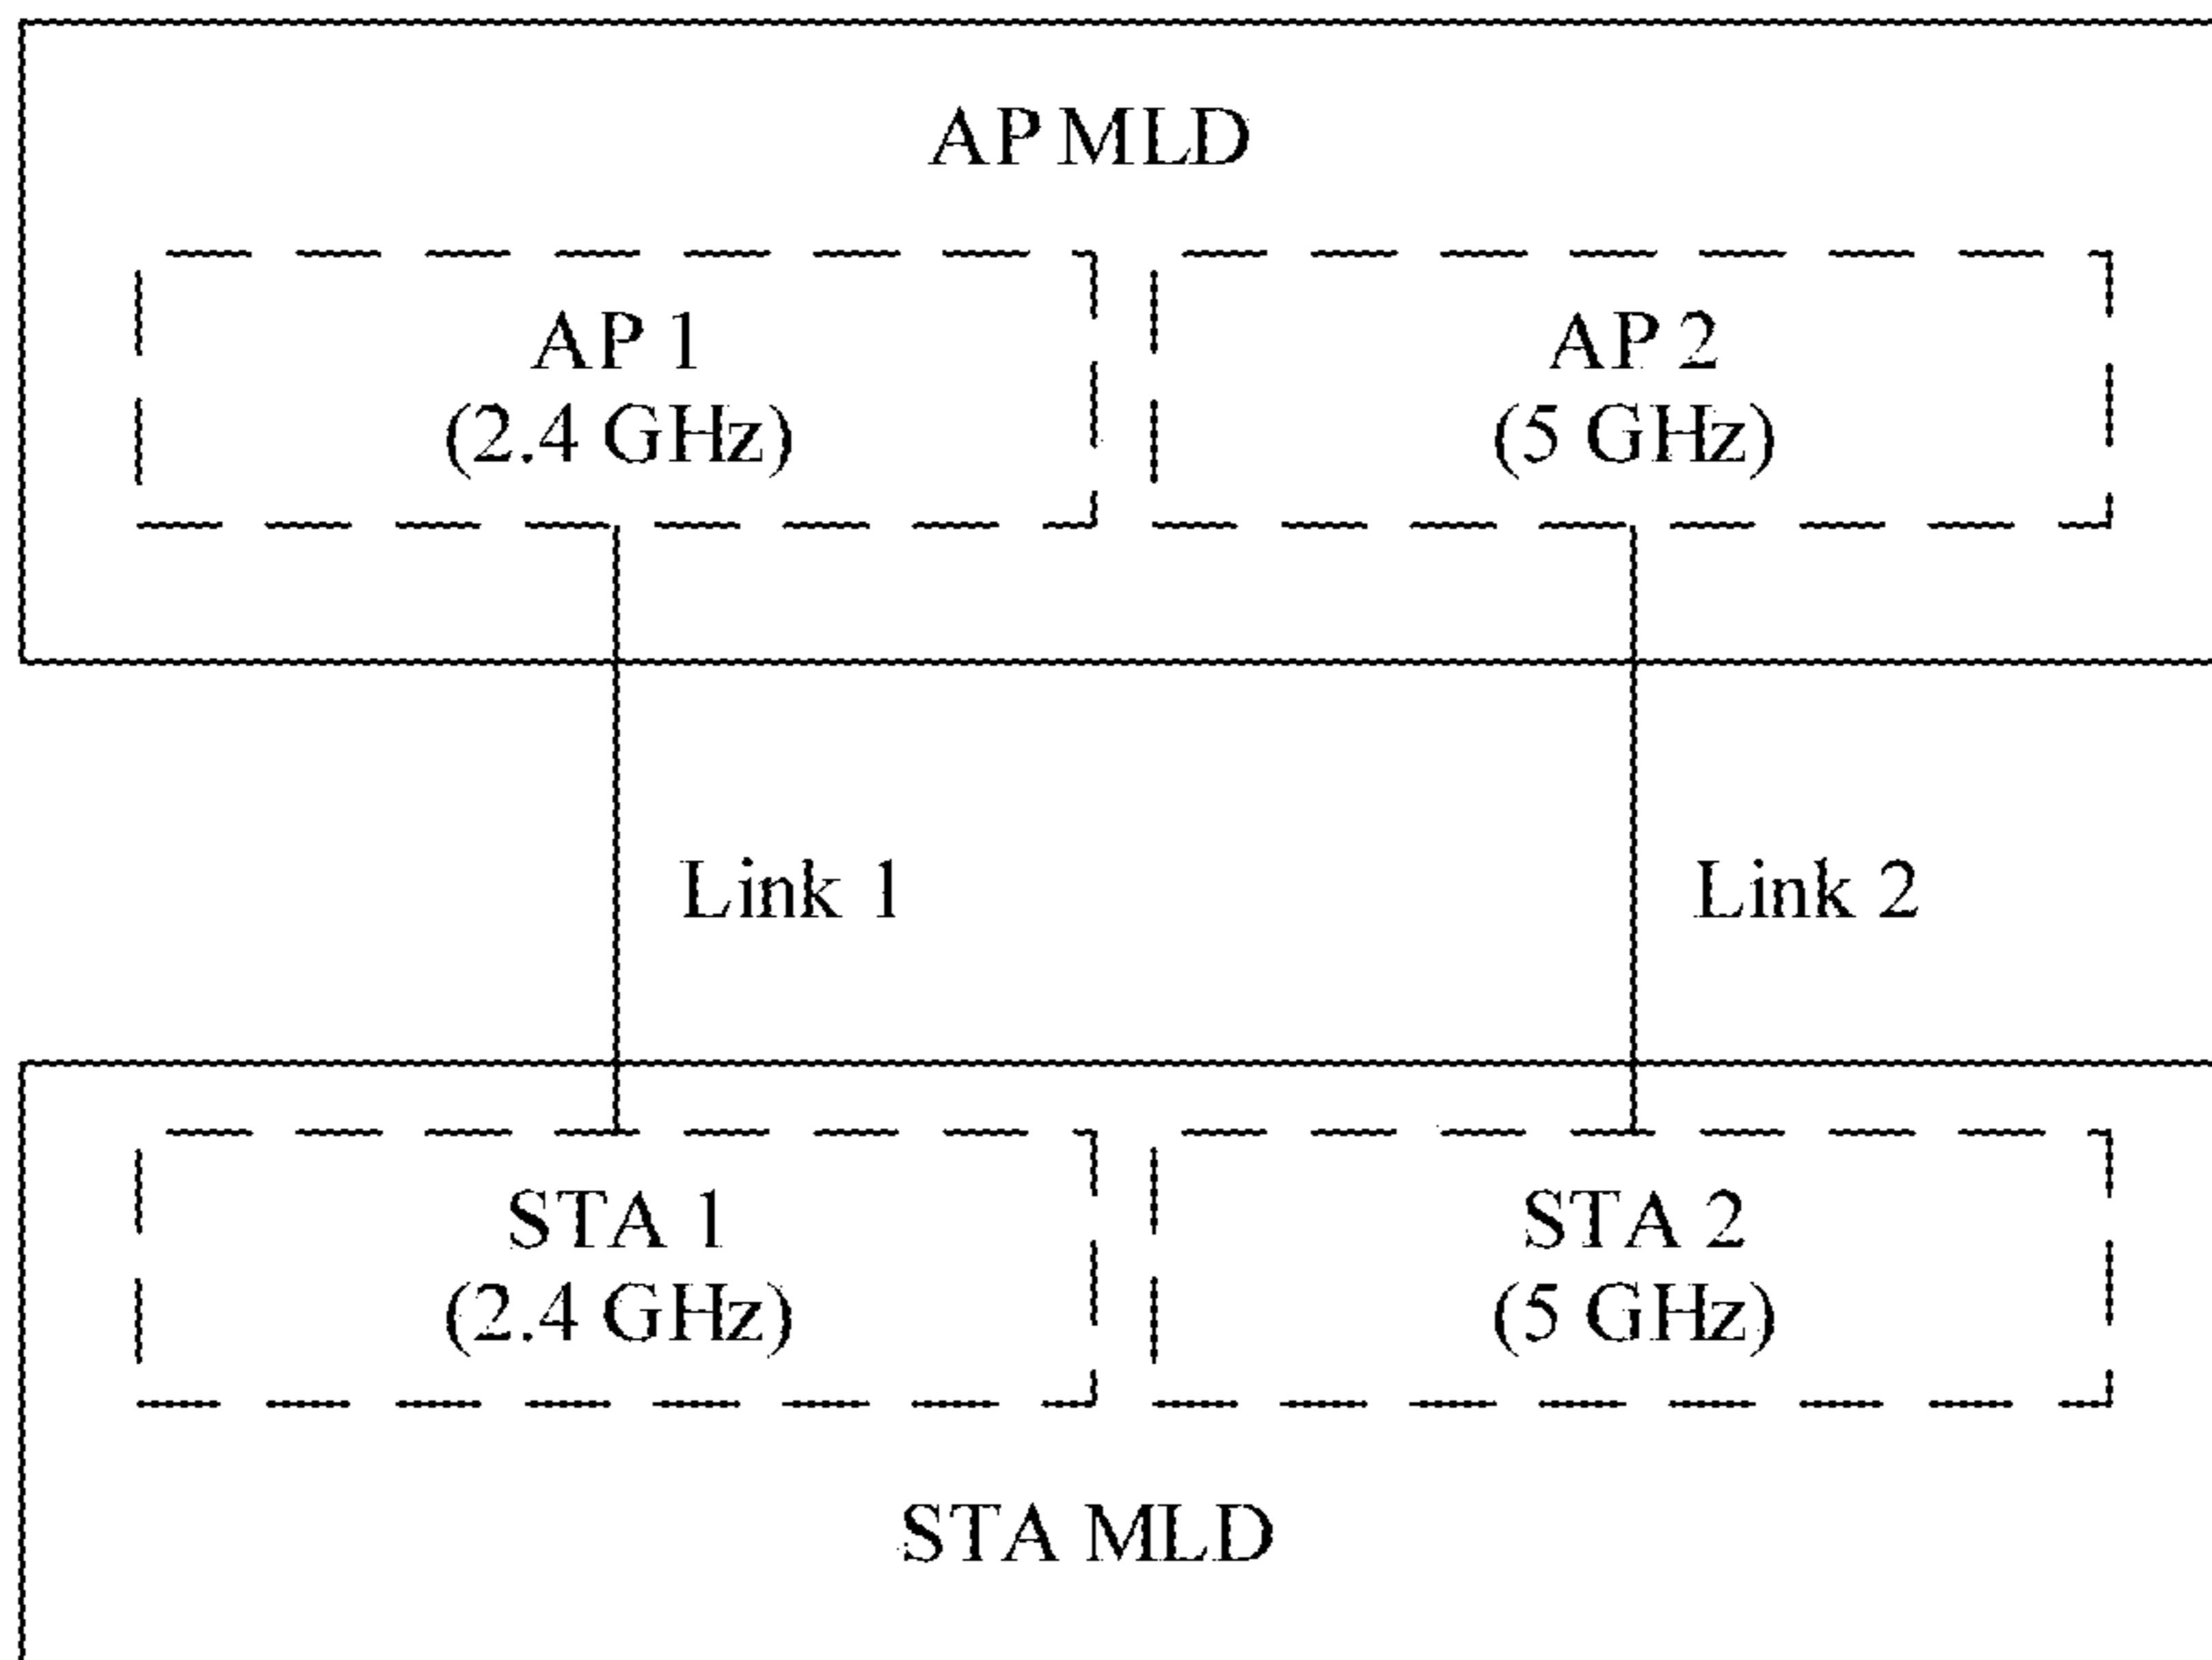 AP MLD
AP 1
(2.4 GHz)
AP 2
(5 GHz)
Link 1
Link 2
STA 1
(2.4 GHz)
STA 2
(5 GHz)
STA MLD